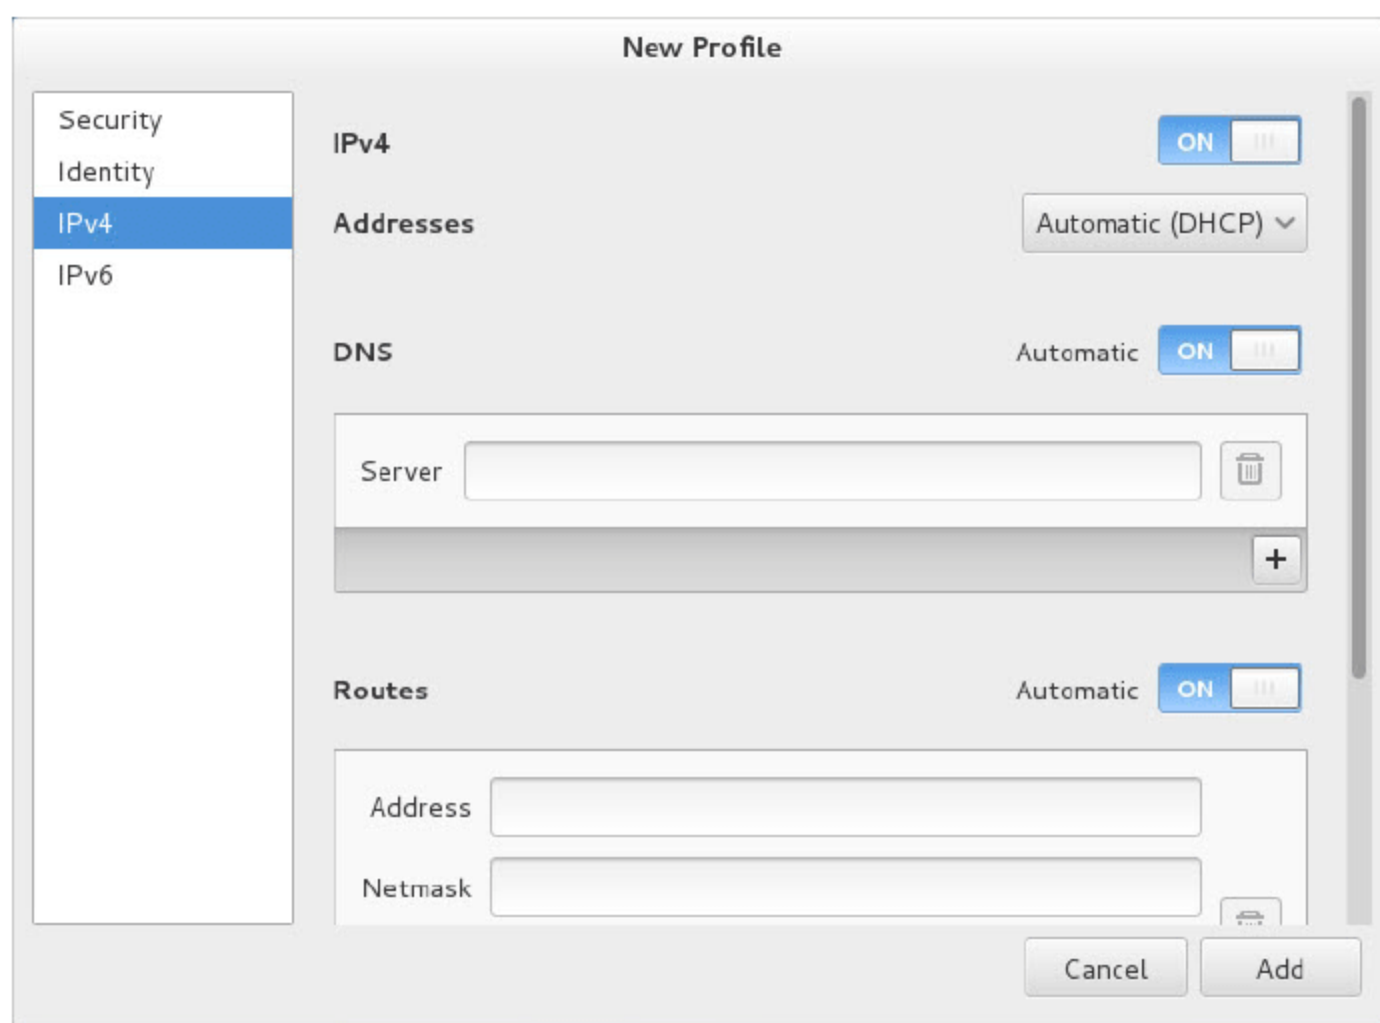 New Profile
Security
Identity
IPv4
IPv6
IPv4 ON
Addresses Automatic (DHCP)
DNS Automatic ON
Server
+
Routes Automatic ON
Address
Netmask
Cancel Add